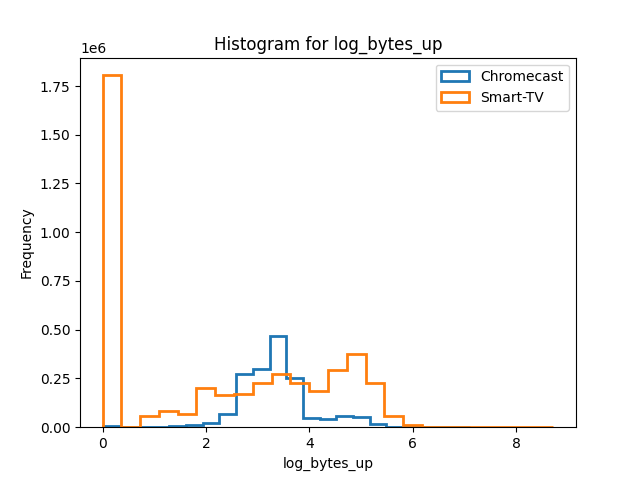 Histogram for log_bytes_up
1e6
Chromecast
Smart-TV
1.75
1.50
1.25
1.00
0.75
0.50
0.25
0.00
Frequency
0 2 4 6 8
log_bytes_up